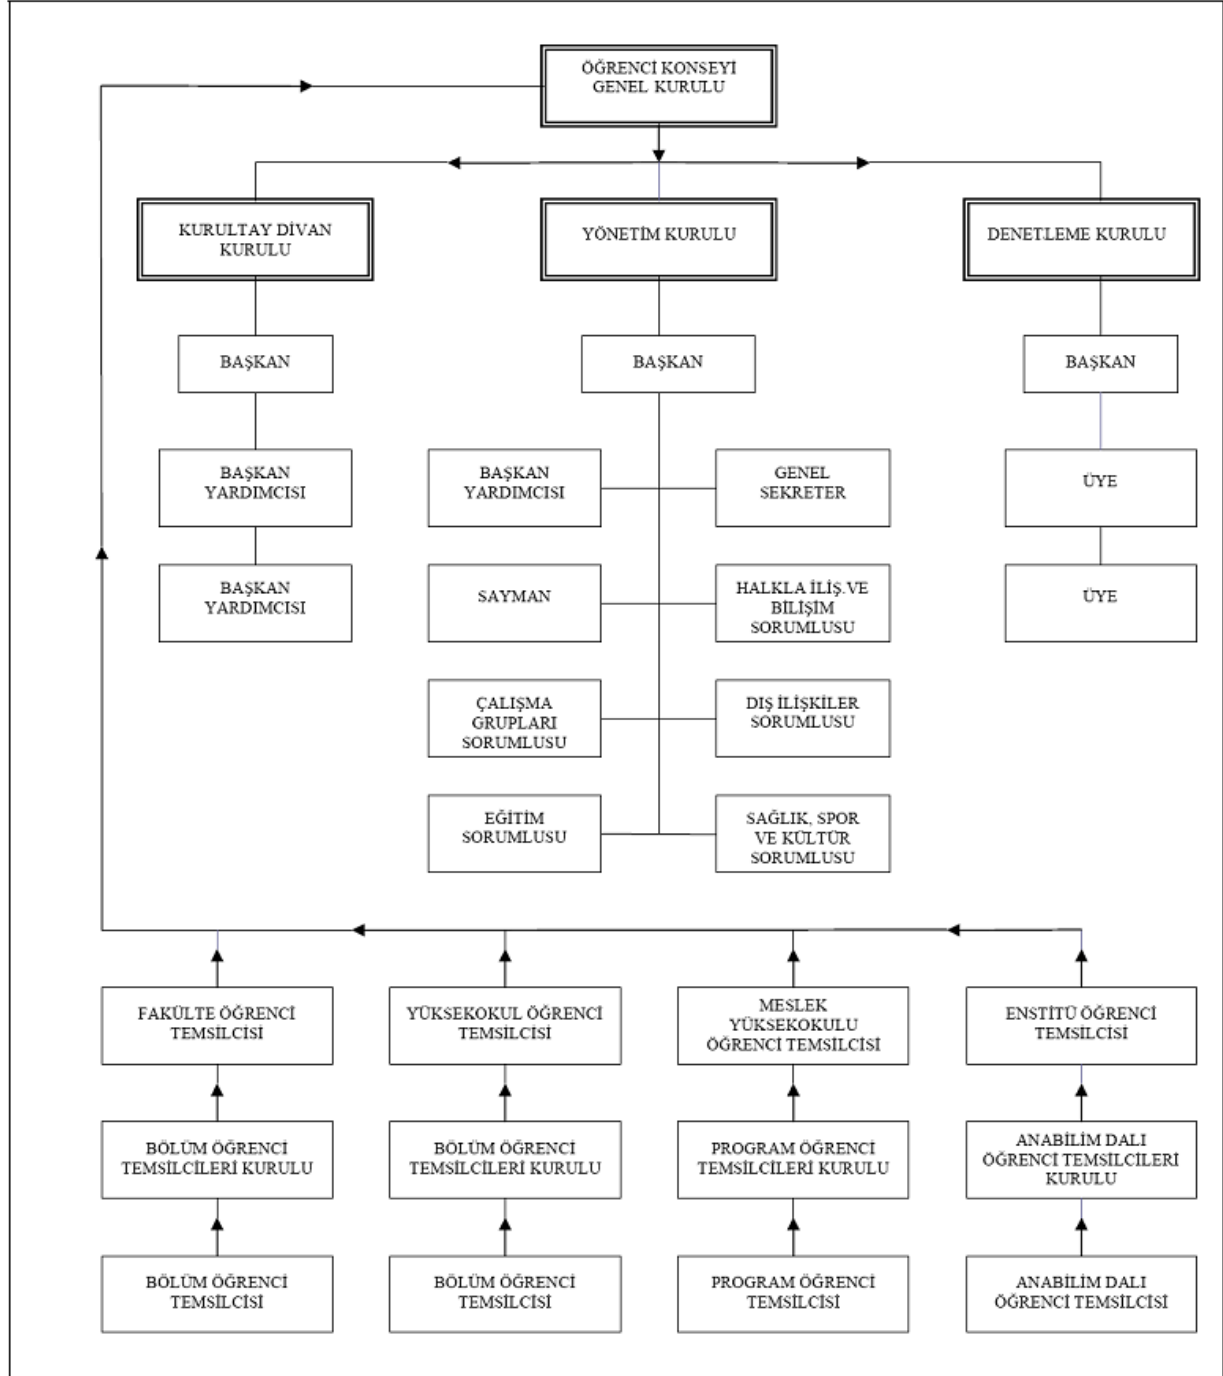 ÖĞRENCİ KONSEYİ
GENEL KURULU
KURULTAY DİVAN
KURULU
YÖNETİM KURULU
DENETLEME KURULU
BAŞKAN
BAŞKAN
BAŞKAN
BAŞKAN
YARDIMCISI
BAŞKAN
YARDIMCISI
GENEL
SEKRETER
ÜYE
BAŞKAN
YARDIMCISI
SAYMAN
HALKLA İLİŞ.VE
BİLİŞİM
SORUMLUSU
ÜYE
ÇALIŞMA
GRUPLARI
SORUMLUSU
DIŞ İLİŞKİLER
SORUMLUSU
EĞİTİM
SORUMLUSU
SAĞLIK, SPOR
VE KÜLTÜR
SORUMLUSU
FAKÜLTE ÖĞRENCİ
TEMSİLCİSİ
YÜKSEKOKUL ÖĞRENCİ
TEMSİLCİSİ
MESLEK
YÜKSEKOKULU
ÖĞRENCİ TEMSİLCİSİ
ENSTİTÜ ÖĞRENCİ
TEMSİLCİSİ
BÖLÜM ÖĞRENCİ
TEMSİLCİLERİ KURULU
BÖLÜM ÖĞRENCİ
TEMSİLCİLERİ KURULU
PROGRAM ÖĞRENCİ
TEMSİLCİLERİ KURULU
ANABİLİM DALI
ÖĞRENCİ TEMSİLCİLERİ
KURULU
BÖLÜM ÖĞRENCİ
TEMSİLCİSİ
BÖLÜM ÖĞRENCİ
TEMSİLCİSİ
PROGRAM ÖĞRENCİ
TEMSİLCİSİ
ANABİLİM DALI
ÖĞRENCİ TEMSİLCİSİ